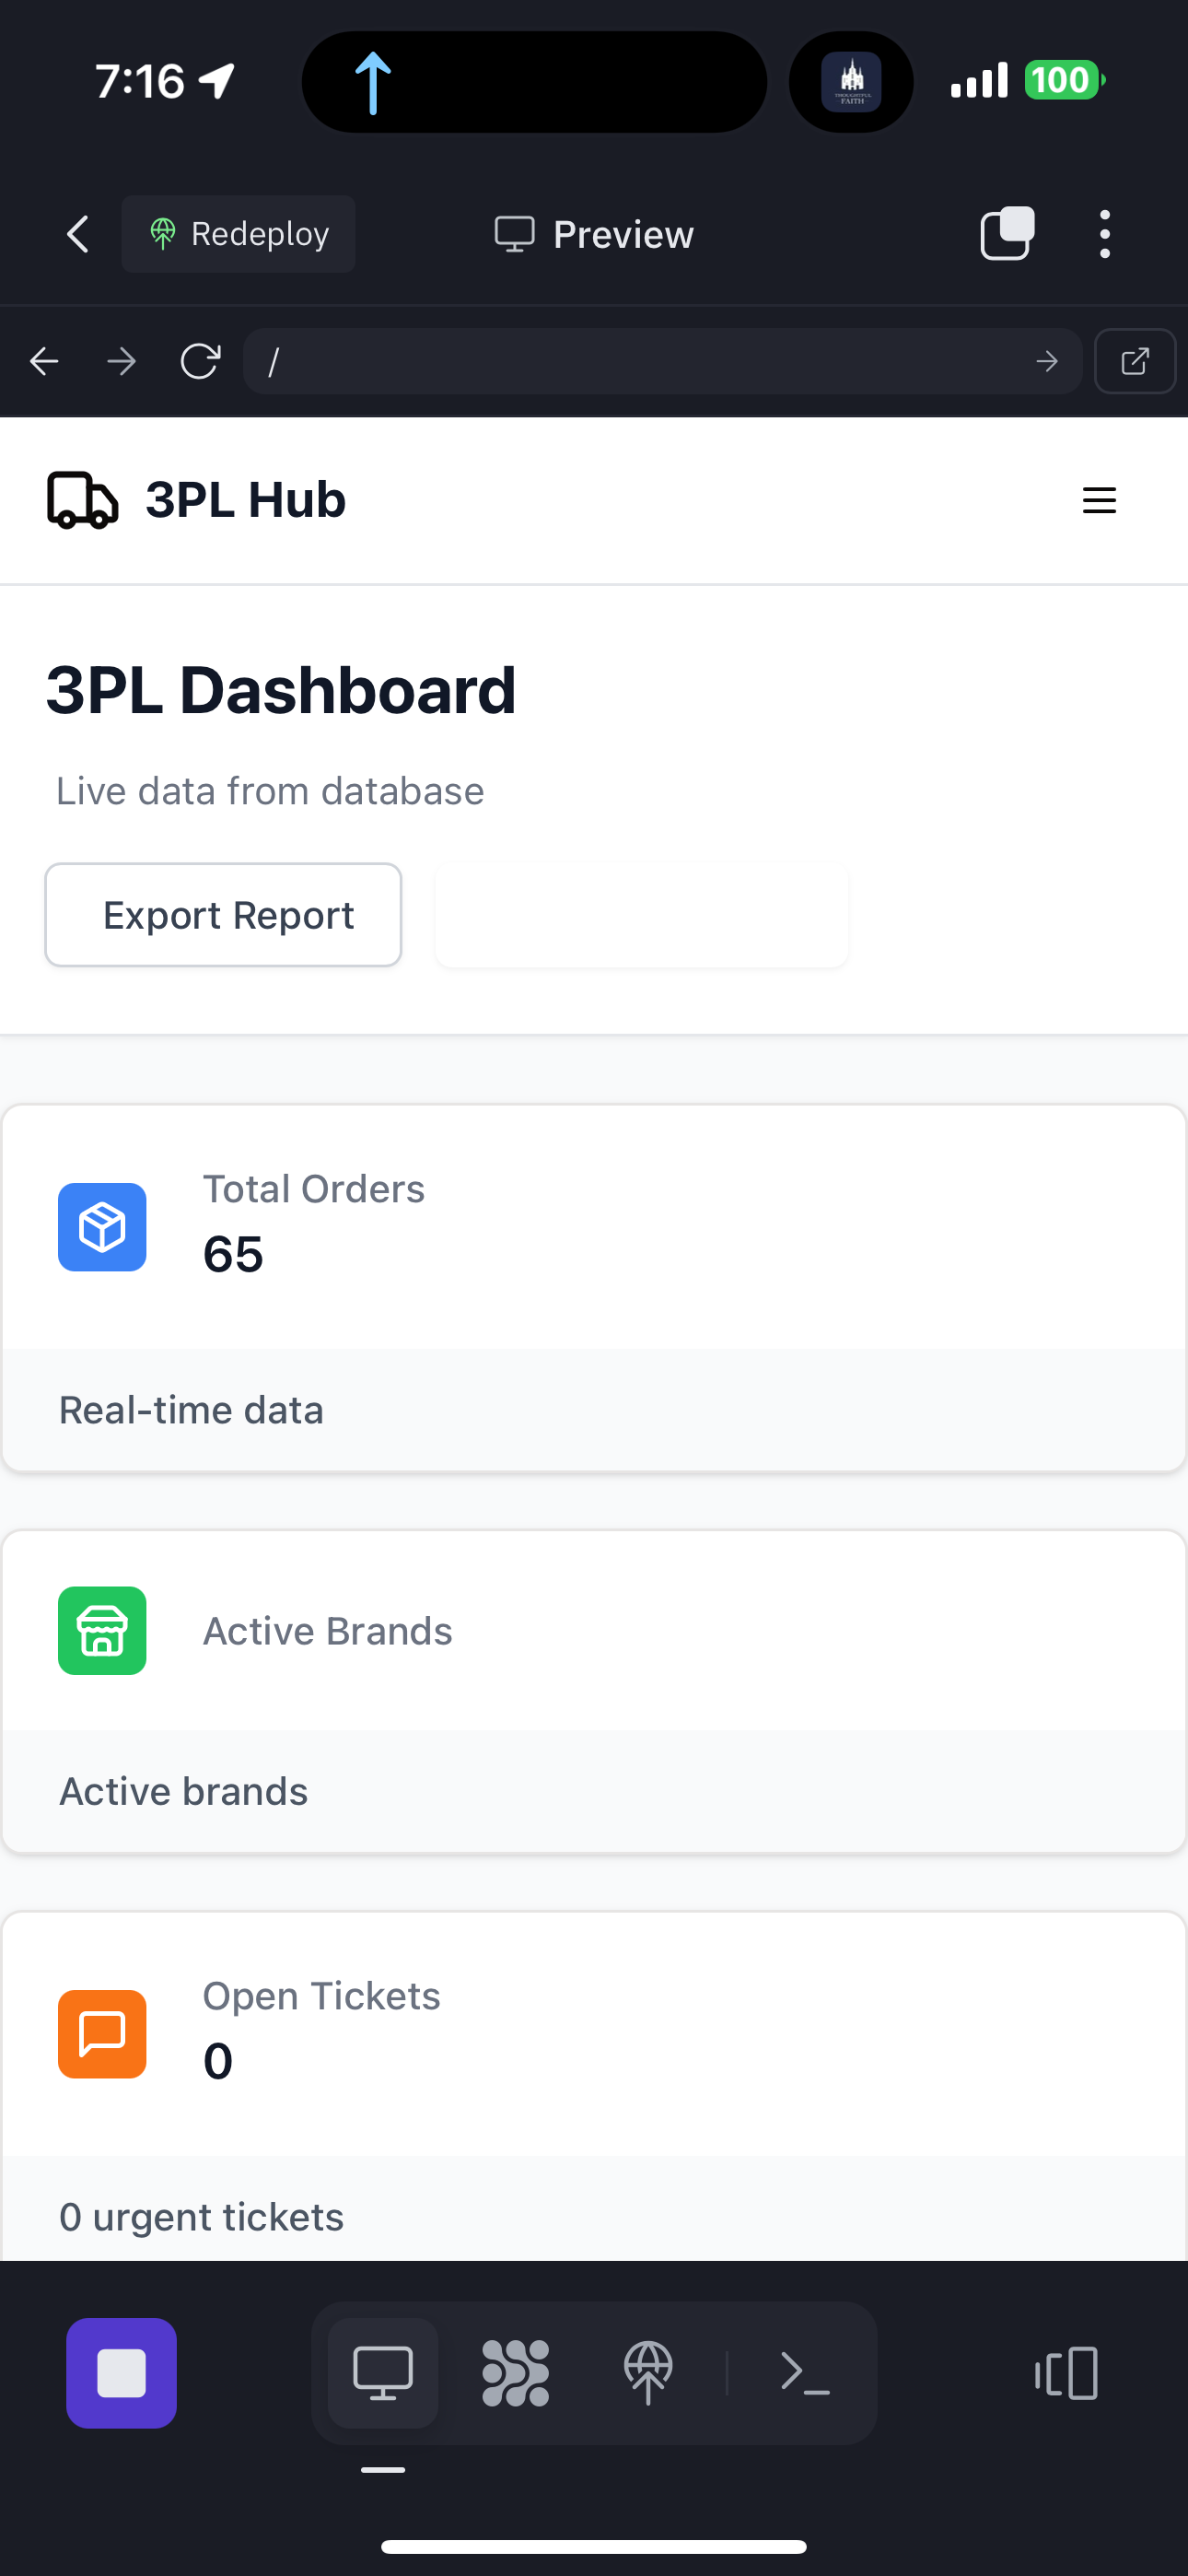 7:16
100
Redeploy
Preview
/
3PL Hub
3PL Dashboard
Live data from database
Export Report
Total Orders
65
Real-time data
Active Brands
Active brands
Open Tickets
0
0 urgent tickets
FAITH